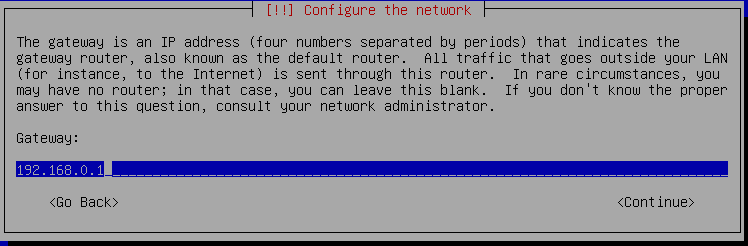 [!!] Configure the network
The gateway is an IP address (four numbers separated by periods) that indicates the
gateway router, also known as the default router.  All traffic that goes outside your LAN
(for instance, to the Internet) is sent through this router.  In rare circumstances, you
may have no router; in that case, you can leave this blank.  If you don't know the proper
answer to this question, consult your network administrator.
Gateway:
192.168.0.1
<Go Back> <Continue>